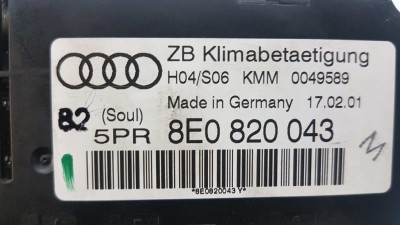 ZB Klimabetaetigung
H04/S06 KMM 0049589
Made in Germany 17.02.01
82 (Soul)
5PR 8E0 820 043
*8E0820043 Y*